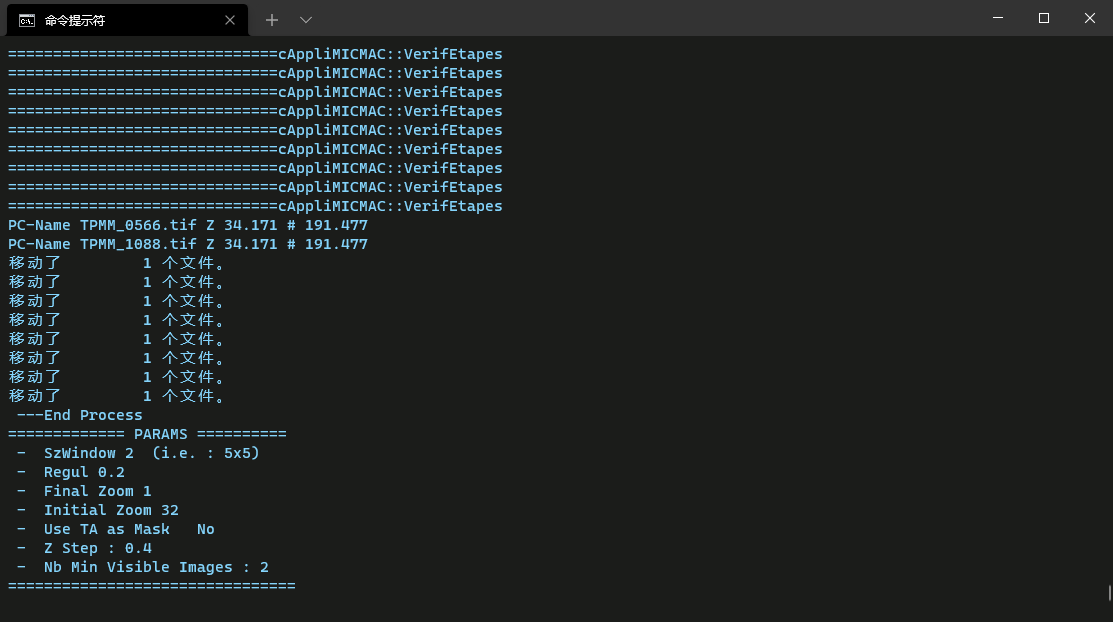 命令提示符
==============================cAppliMICMAC::VerifEtapes
==============================cAppliMICMAC::VerifEtapes
==============================cAppliMICMAC::VerifEtapes
==============================cAppliMICMAC::VerifEtapes
==============================cAppliMICMAC::VerifEtapes
==============================cAppliMICMAC::VerifEtapes
==============================cAppliMICMAC::VerifEtapes
==============================cAppliMICMAC::VerifEtapes
==============================cAppliMICMAC::VerifEtapes
PC-Name TPMM_0566.tif Z 34.171 # 191.477
PC-Name TPMM_1088.tif Z 34.171 # 191.477
移动了         1 个文件。
移动了         1 个文件。
移动了         1 个文件。
移动了         1 个文件。
移动了         1 个文件。
移动了         1 个文件。
移动了         1 个文件。
移动了         1 个文件。
 ---End Process
============= PARAMS ==========
 -  SzWindow 2  (i.e. : 5x5)
 -  Regul 0.2
 -  Final Zoom 1
 -  Initial Zoom 32
 -  Use TA as Mask   No
 -  Z Step : 0.4
 -  Nb Min Visible Images : 2
================================